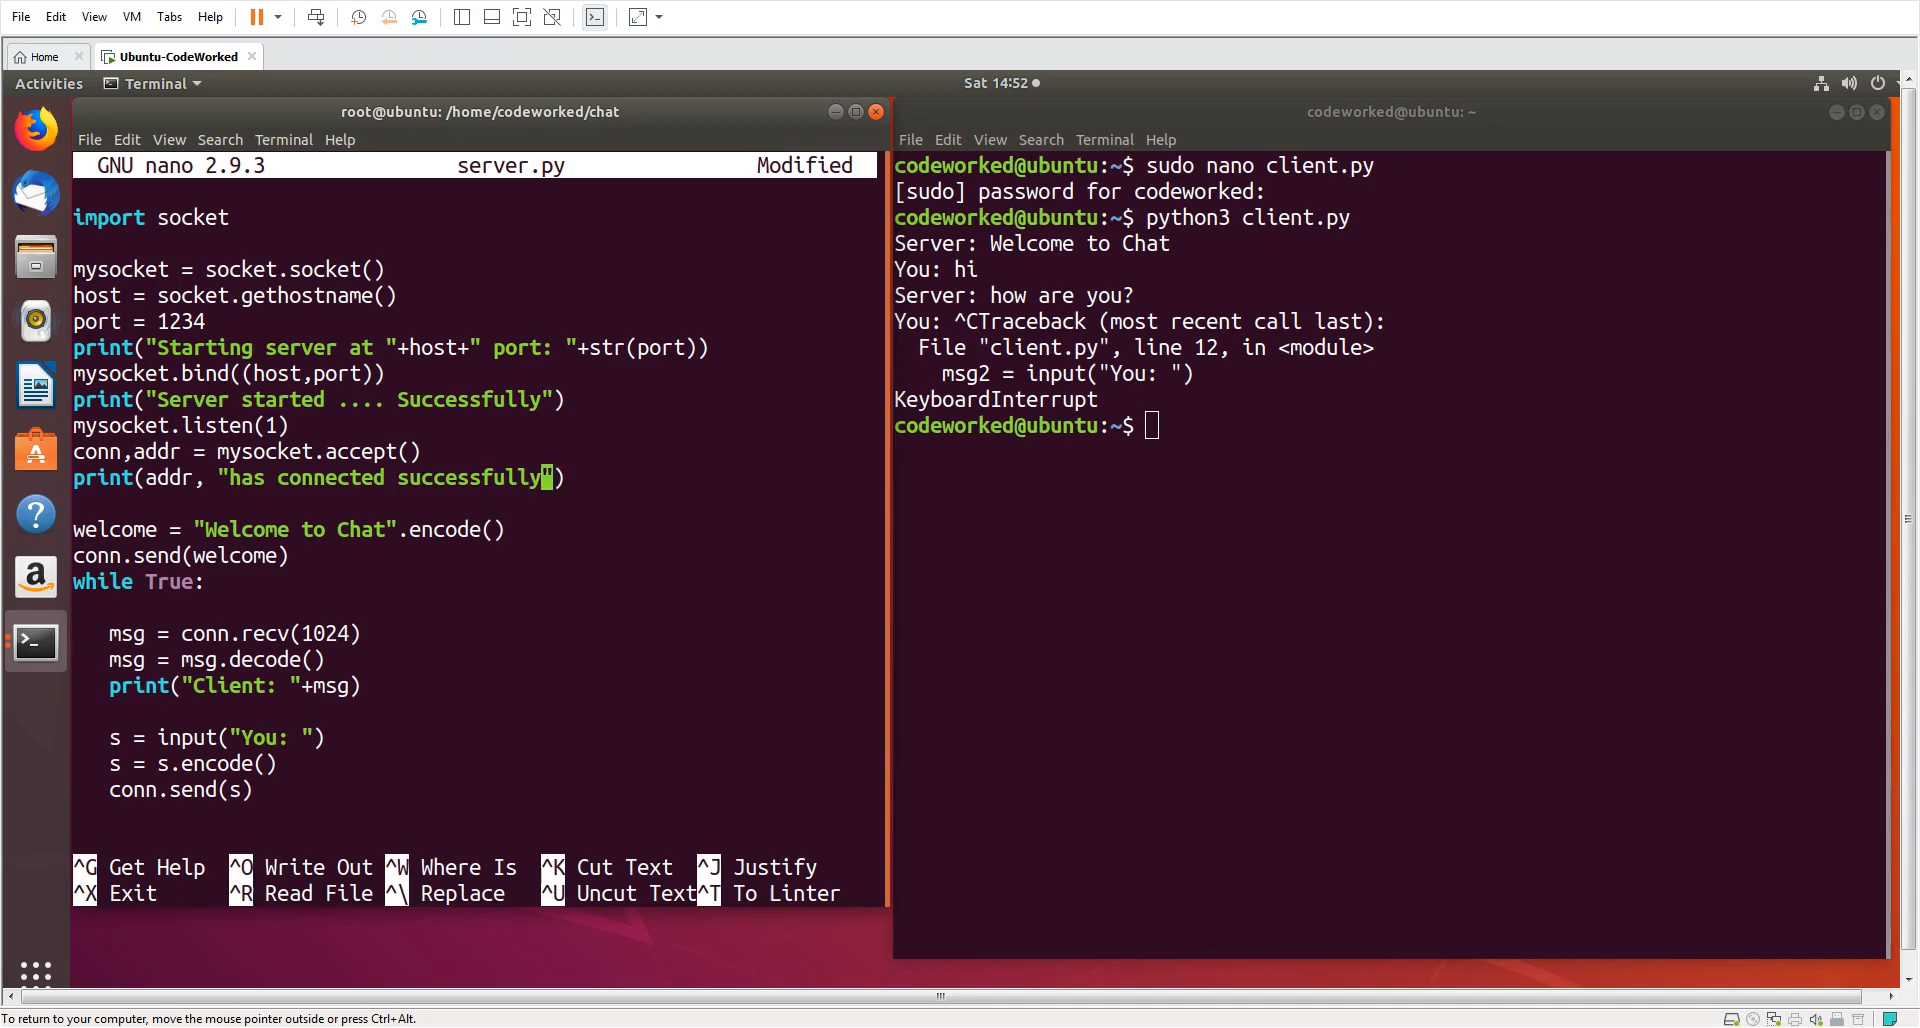 File Edit View VM Tabs Help
Home Ubuntu-CodeWorked
Activities Terminal Sat 14:52
root@ubuntu: /home/codeworked/chat
File Edit View Search Terminal Help
GNU nano 2.9.3 server.py Modified
import socket
mysocket = socket.socket()
host = socket.gethostname()
port = 1234
print("Starting server at "+host+" port: "+str(port))
mysocket.bind((host,port))
print("Server started .... Successfully")
mysocket.listen(1)
conn,addr = mysocket.accept()
print(addr, "has connected successfully")
welcome = "Welcome to Chat".encode()
conn.send(welcome)
while True:
msg = conn.recv(1024)
msg = msg.decode()
print("Client: "+msg)
s = input("You: ")
s = s.encode()
conn.send(s)
^G Get Help ^O Write Out ^W Where Is ^K Cut Text ^J Justify
^X Exit ^R Read File ^\ Replace ^U Uncut Text ^T To Linter
codeworked@ubuntu: ~
File Edit View Search Terminal Help
codeworked@ubuntu:~$ sudo nano client.py
[sudo] password for codeworked:
codeworked@ubuntu:~$ python3 client.py
Server: Welcome to Chat
You: hi
Server: how are you?
You: ^CTraceback (most recent call last):
File "client.py", line 12, in <module>
msg2 = input("You: ")
KeyboardInterrupt
codeworked@ubuntu:~$
To return to your computer, move the mouse pointer outside or press Ctrl+Alt.